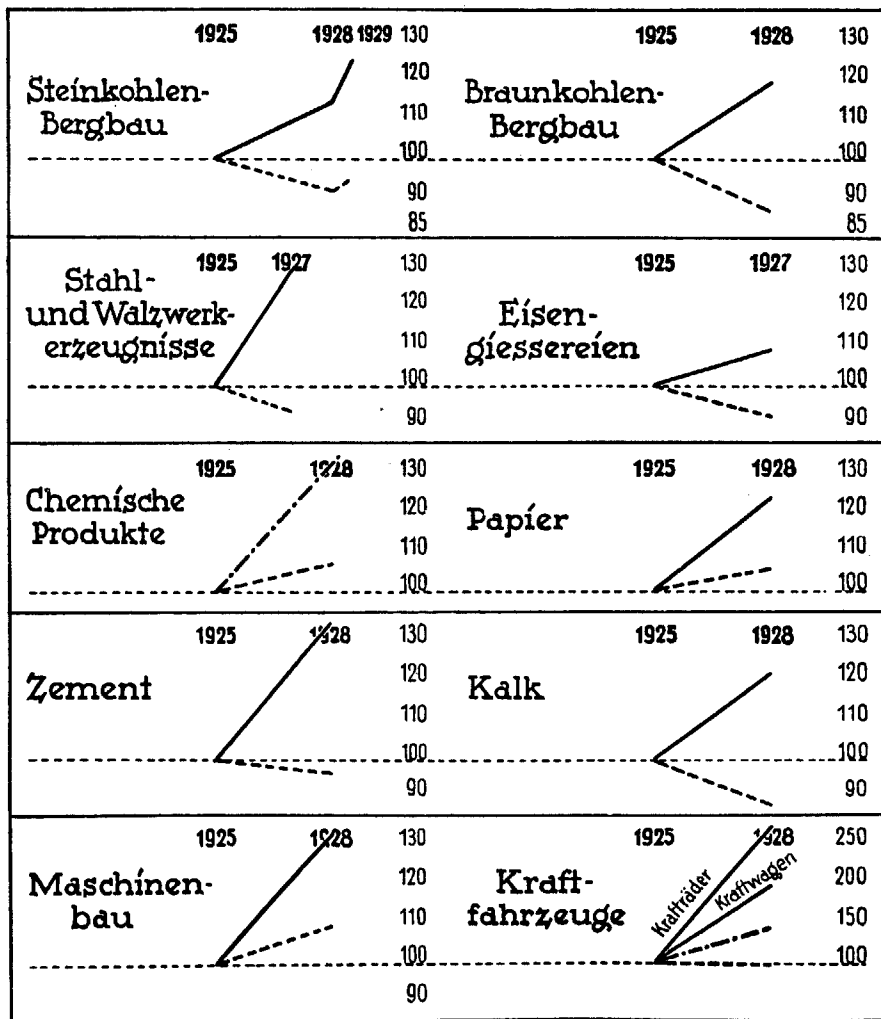 1925 1928 1929 130
120
Steinkohlen-
Bergbau
110
100
90
85
1925 1928 130
120
Braunkohlen-
Bergbau
110
100
90
85
1925 1927 130
Stahl-
und Walzwerk-
erzeugnisse
120
110
100
90
1925 1927 130
120
Eisen-
giessereien
110
100
90
1925 1928 130
120
Chemische
Produkte
110
100
1925 1928 130
120
Papier
110
100
1925 1928 130
120
Zement
110
100
90
1925 1928 130
120
Kalk
110
100
90
1925 1928 130
120
Maschinen-
bau
110
100
90
1925 1928 250
200
Kraft-
fahrzeuge
Krafträder
Kraftwagen
150
100